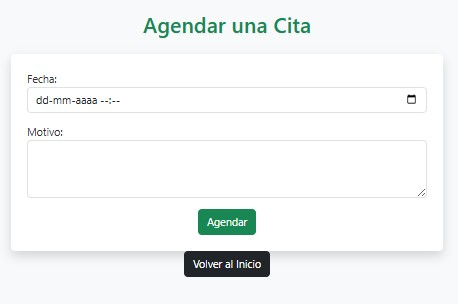 Agendar una Cita
Fecha:
dd-mm-aaaa --:--
Motivo:
Agendar
Volver al Inicio